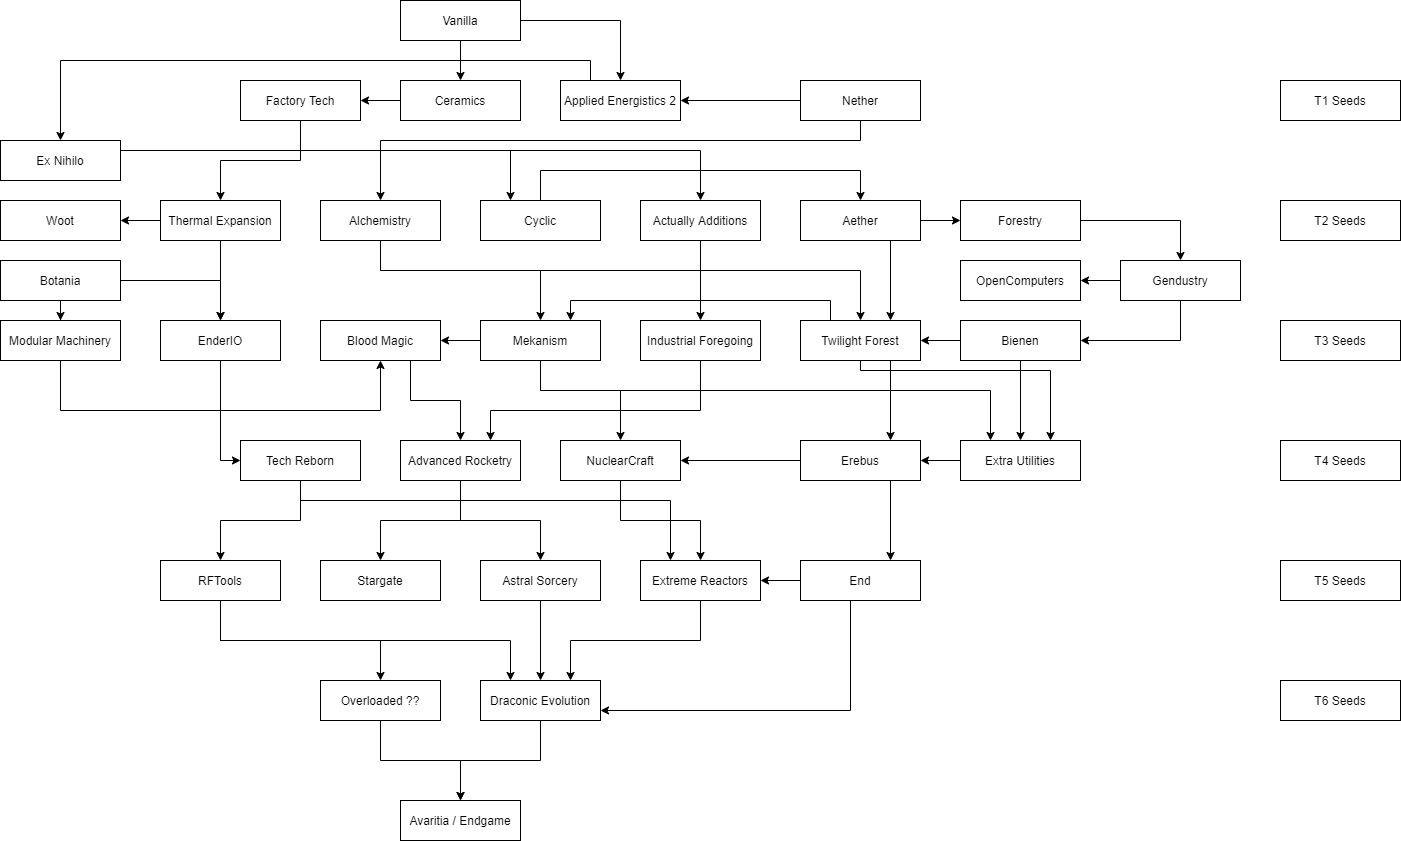 Vanilla
Factory Tech
Ceramics
Applied Energistics 2
Nether
T1 Seeds
Ex Nihilo
Woot
Thermal Expansion
Alchemistry
Cyclic
Actually Additions
Aether
Forestry
T2 Seeds
Botania
OpenComputers
Gendustry
Modular Machinery
EnderIO
Blood Magic
Mekanism
Industrial Foregoing
Twilight Forest
Bienen
T3 Seeds
Tech Reborn
Advanced Rocketry
NuclearCraft
Erebus
Extra Utilities
T4 Seeds
RFTools
Stargate
Astral Sorcery
Extreme Reactors
End
T5 Seeds
Overloaded ??
Draconic Evolution
T6 Seeds
Avaritia / Endgame